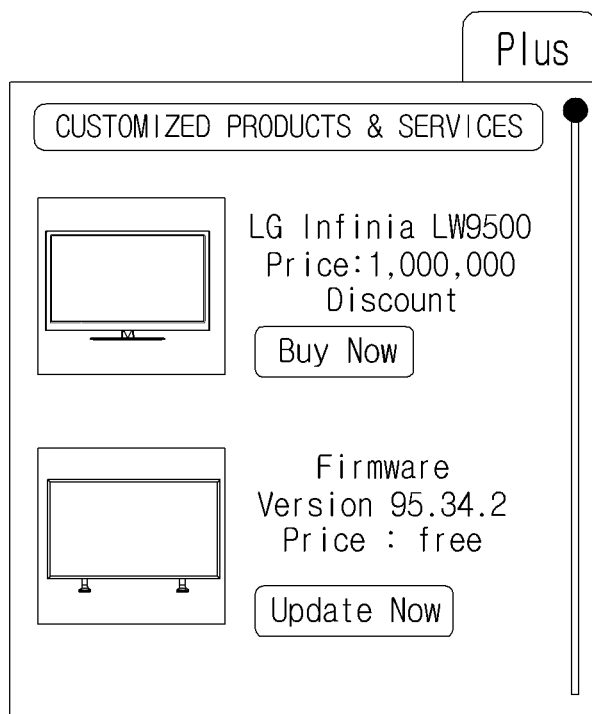 Plus
CUSTOMIZED PRODUCTS & SERVICES
LG Infinia LW9500
Price:1,000,000
Discount
Buy Now
Firmware
Version 95.34.2
Price : free
Update Now